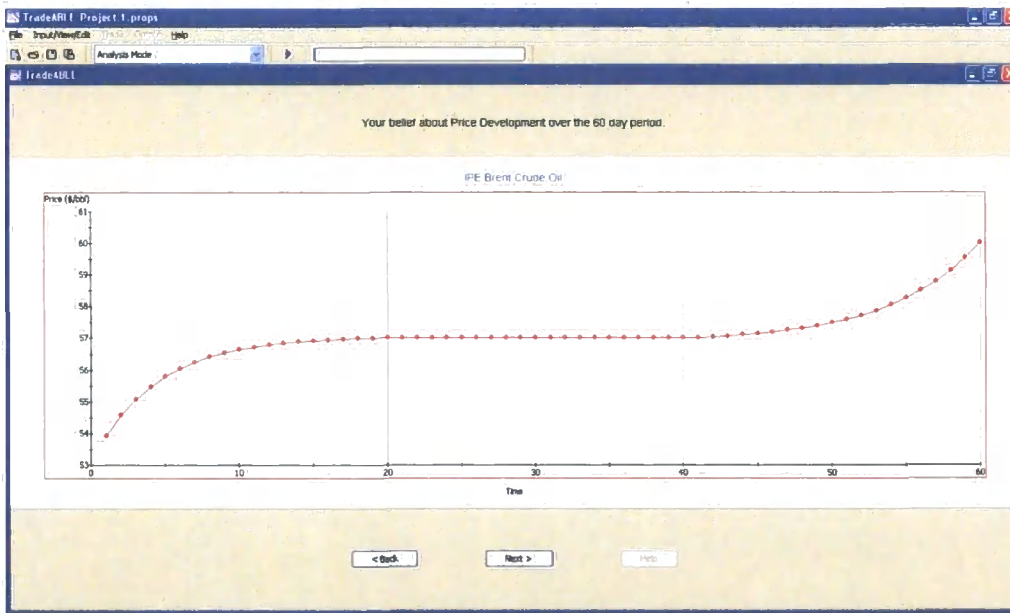 TradeABLE Project 1.props
File Input/View/Edit Help
Analysis Mode
TradeABLE
Your belief about Price Development over the 60 day period.
IPE Brent Crude Oil
Price ($/bbl)
61
60
59
58
57
56
55
54
53
0 10 20 30 40 50 60
Time
< Back Next > Help